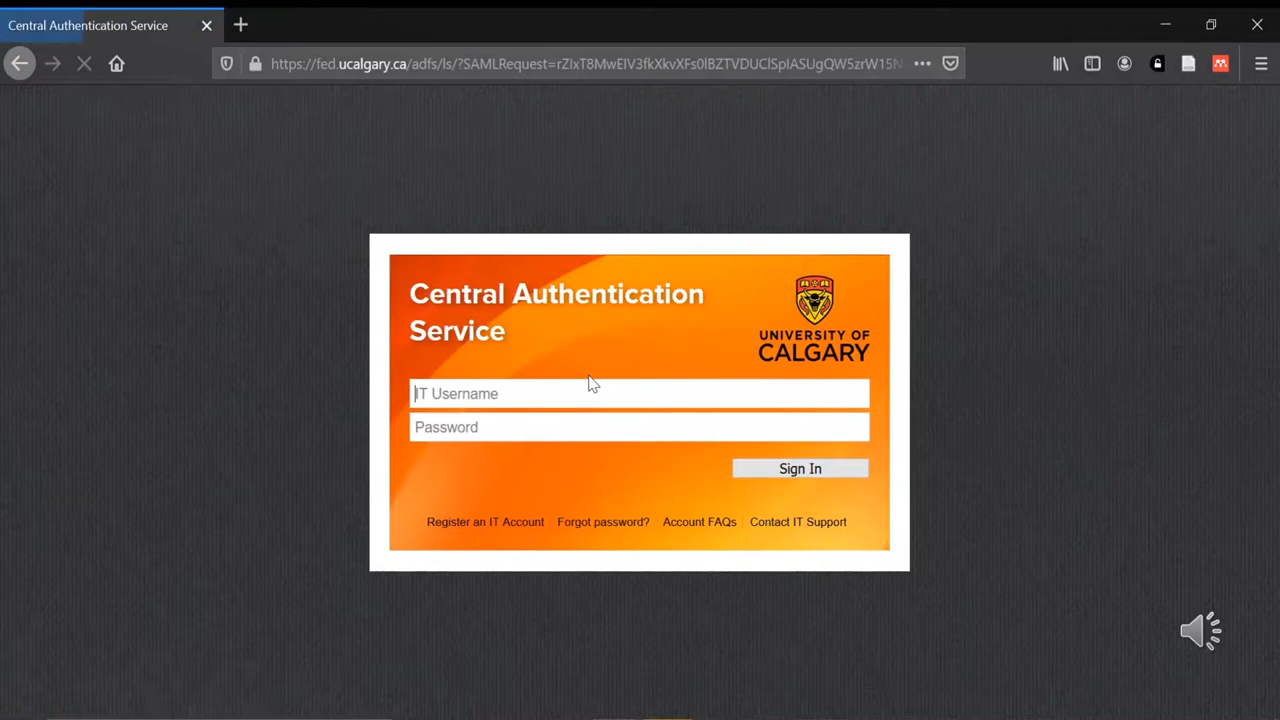 Central Authentication Service
https://fed.ucalgary.ca/adfs/ls/?SAMLRequest=rZIxT8MwEIV3fkXkvXFs0lBZTVDUClSpIASUgQW5zrW15N
Central Authentication
Service
UNIVERSITY OF
CALGARY
IT Username
Password
Sign In
Register an IT Account Forgot password? Account FAQs Contact IT Support